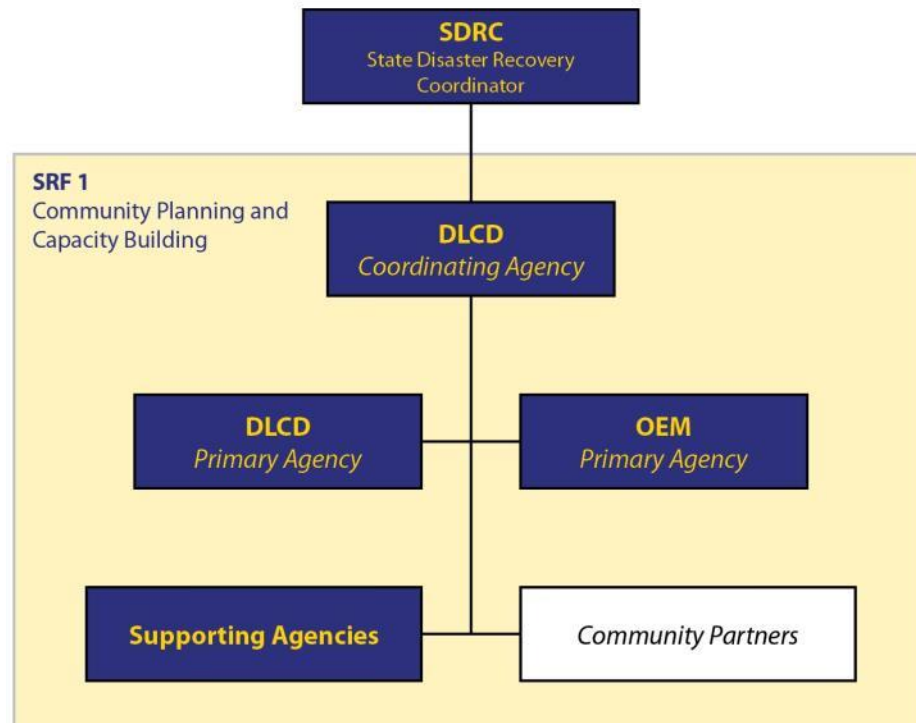 SDRC
State Disaster Recovery
Coordinator
SRF 1
Community Planning and
Capacity Building
DLCD
Coordinating Agency
DLCD
Primary Agency
OEM
Primary Agency
Supporting Agencies
Community Partners